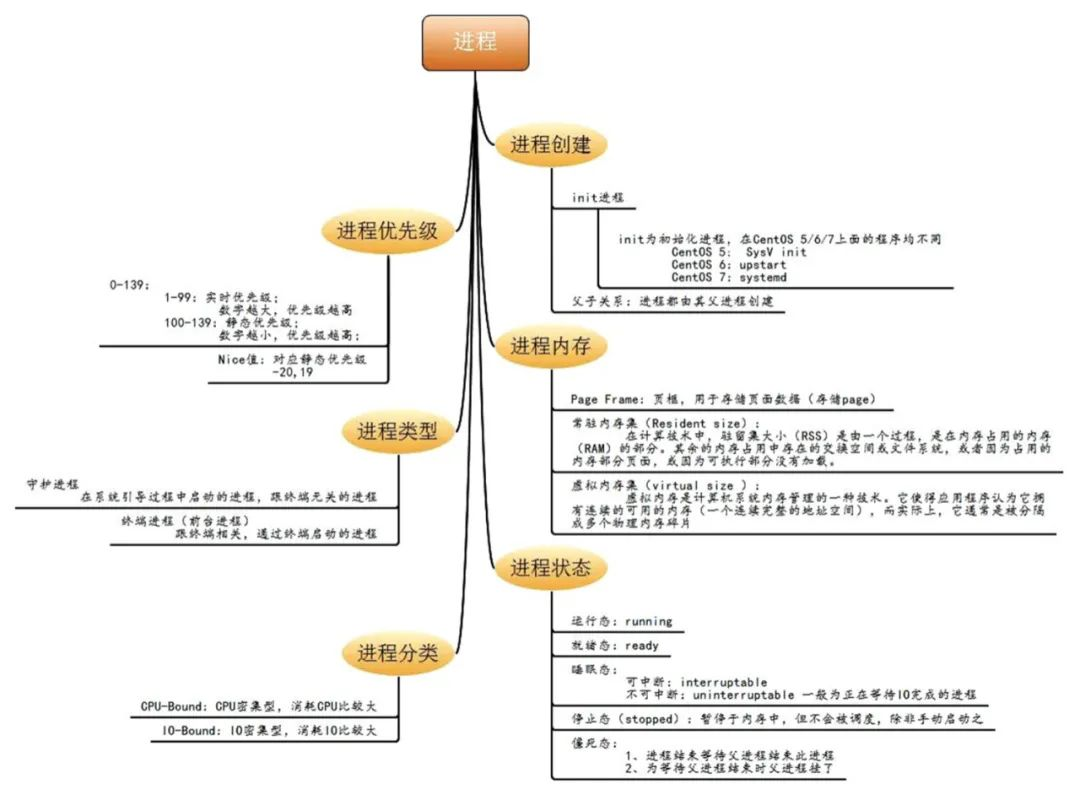 进程
进程创建
init进程
init为初始化进程，在CentOS 5/6/7上面的程序均不同
CentOS 5： SysV init
CentOS 6：upstart
CentOS 7：systemd
父子关系：进程都由其父进程创建
进程优先级
0-139：
1-99：实时优先级；
数字越大，优先级越高
100-139：静态优先级；
数字越小，优先级越高；
Nice值：对应静态优先级
-20,19
进程内存
Page Frame：页框，用于存储页面数据（存储page）
常驻内存集（Resident size）：
在计算技术中，驻留集大小（RSS）是由一个过程，是在内存占用的内存
（RAM）的部分。其余的内存占用中存在的交换空间或文件系统，或者因为占用的
内存部分页面，或因为可执行部分没有加载。
虚拟内存集（virtual size ）：
虚拟内存是计算机系统内存管理的一种技术。它使得应用程序认为它拥
有连续的可用的内存（一个连续完整的地址空间），而实际上，它通常是被分隔
成多个物理内存碎片
进程类型
守护进程
在系统引导过程中启动的进程，跟终端无关的进程
终端进程（前台进程）
跟终端相关，通过终端启动的进程
进程状态
运行态：running
就绪态：ready
睡眠态：
可中断：interruptable
不可中断：uninterruptable 一般为正在等待IO完成的进程
停止态（stopped）：暂停于内存中，但不会被调度，除非手动启动之
僵死态：
1、进程结束等待父进程结束此进程
2、为等待父进程结束时父进程挂了
进程分类
CPU-Bound：CPU密集型，消耗CPU比较大
IO-Bound：IO密集型，消耗IO比较大